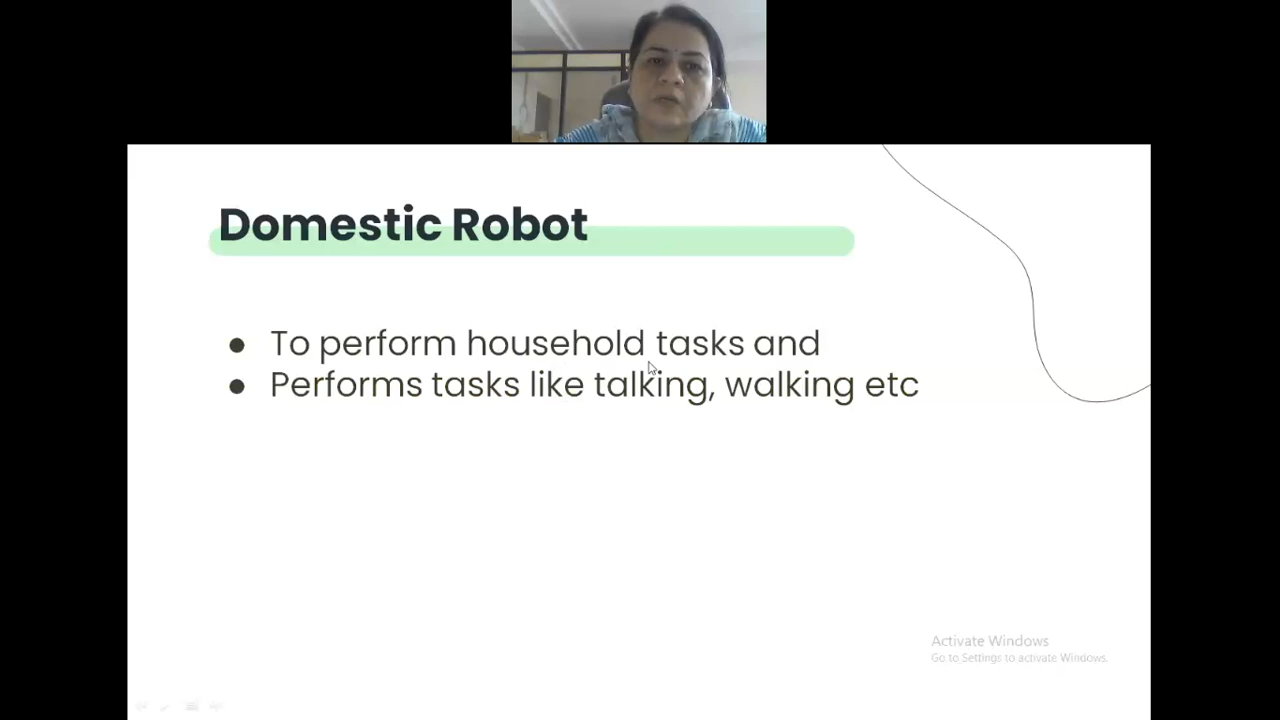 Domestic Robot
● To perform household tasks and
● Performs tasks like talking, walking etc
Activate Windows
Go to Settings to activate Windows.